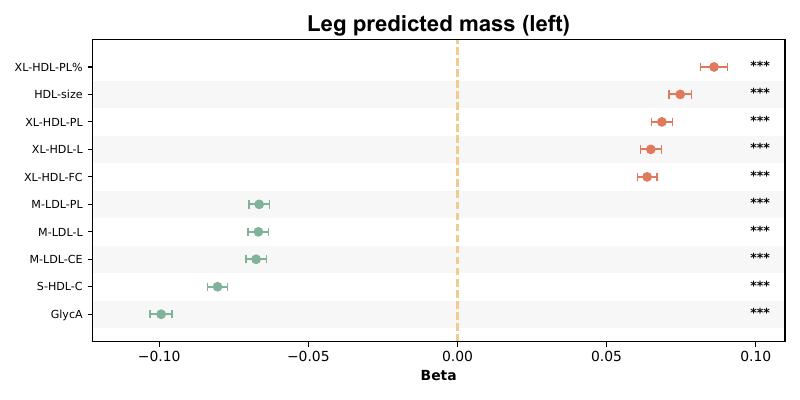 Leg predicted mass (left)
XL-HDL-PL% ***
HDL-size ***
XL-HDL-PL ***
XL-HDL-L ***
XL-HDL-FC ***
M-LDL-PL ***
M-LDL-L ***
M-LDL-CE ***
S-HDL-C ***
GlycA ***
−0.10 −0.05 0.00 0.05 0.10
Beta